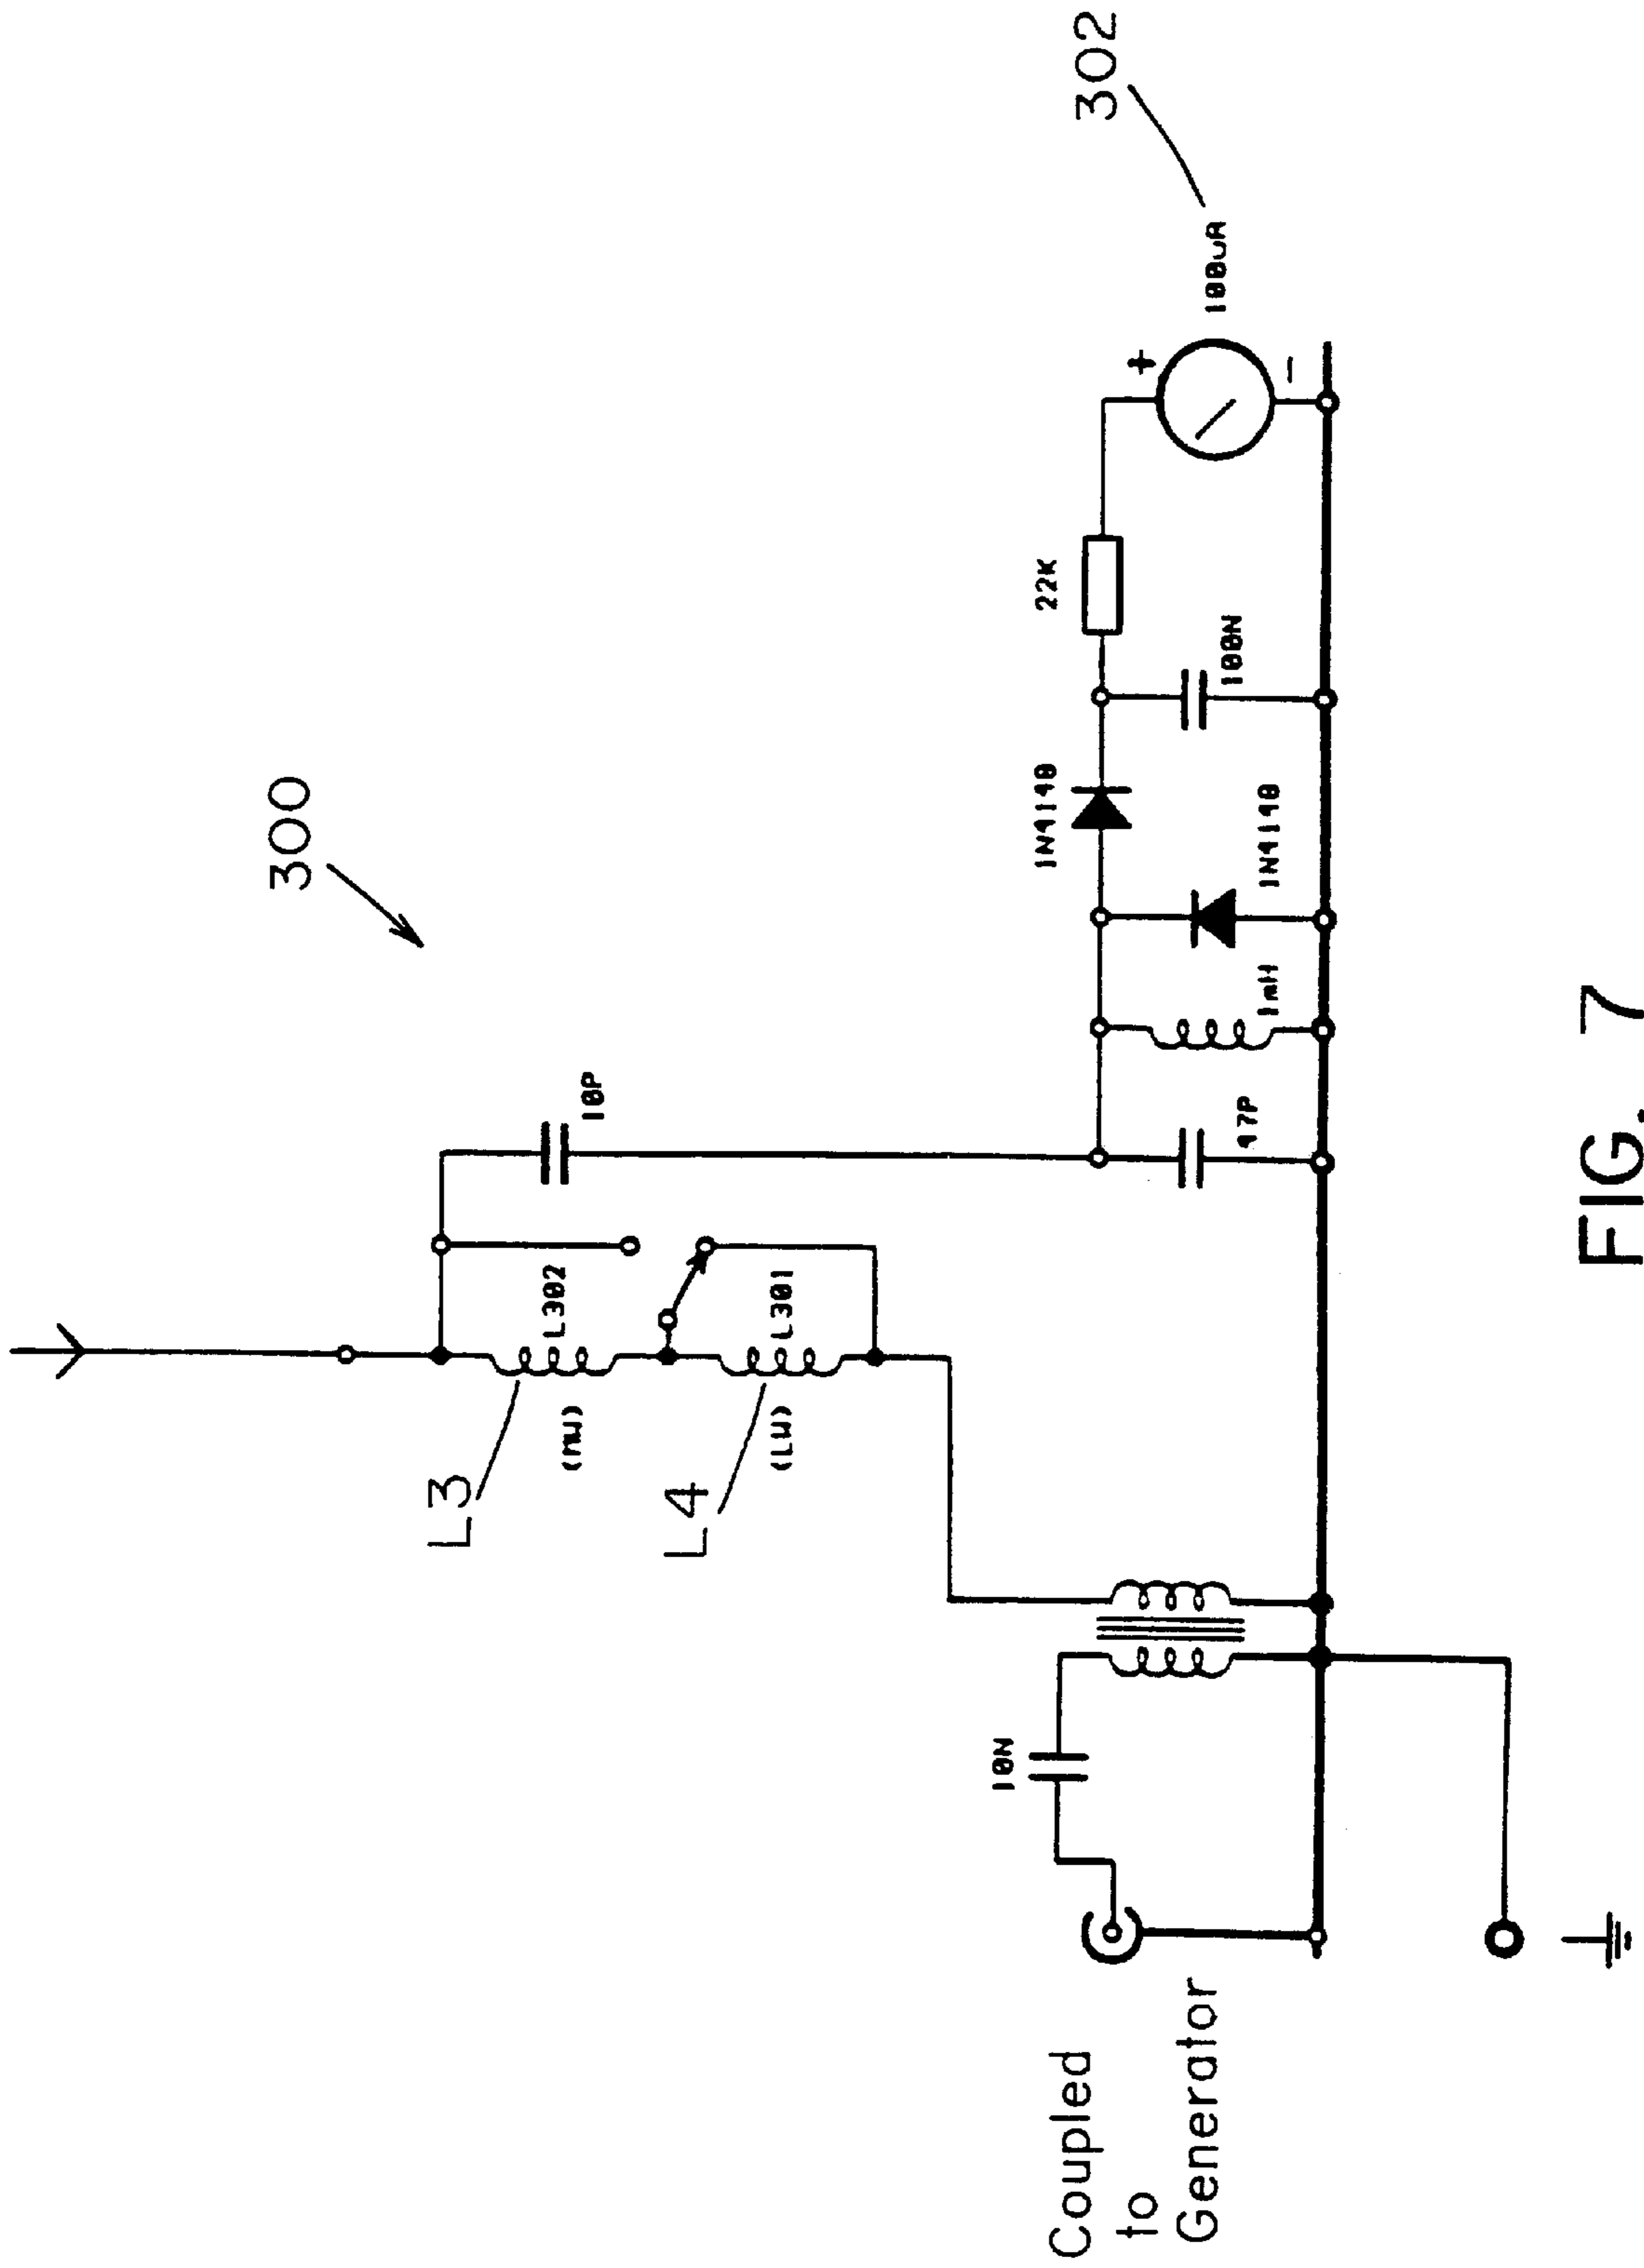 300
302
L3
L4
(MW)
(LW)
L302
L301
10P
47P
1mH
1N4148
1N4148
22K
100N
+
-
100uA
10N
Coupled
to
Generator
FIG. 7